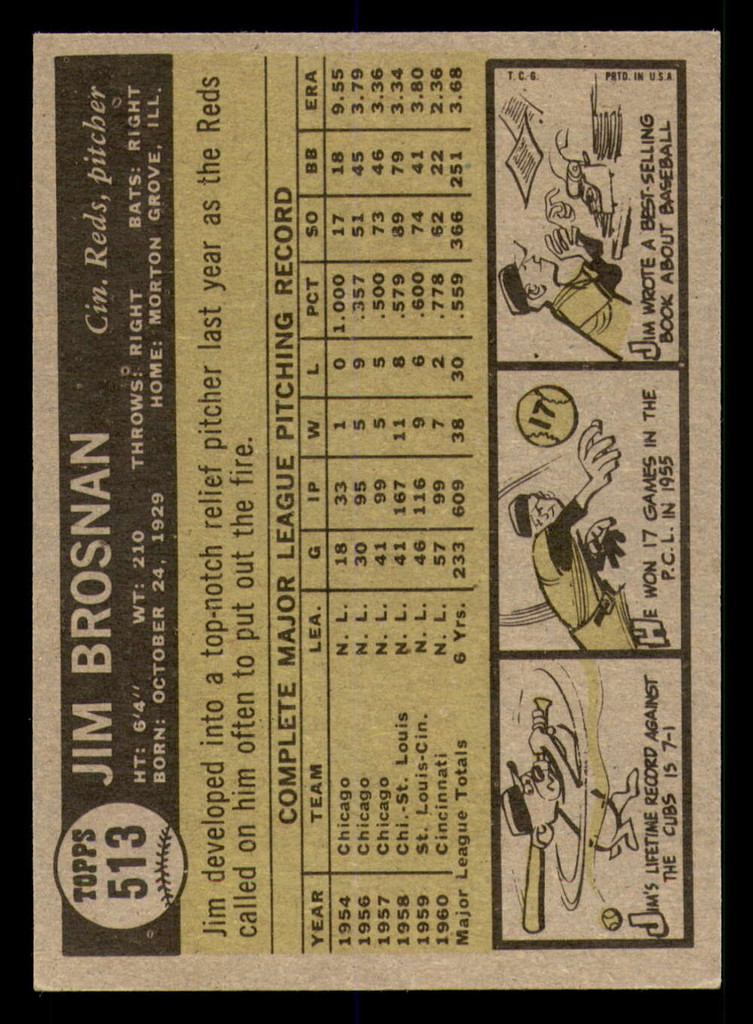 TOPPS
513
JIM BROSNAN Cin. Reds, pitcher
HT: 6'4" WT: 210 THROWS: RIGHT BATS: RIGHT
BORN: OCTOBER 24, 1929 HOME: MORTON GROVE, ILL.
Jim developed into a top-notch relief pitcher last year as the Reds
called on him often to put out the fire.
COMPLETE MAJOR LEAGUE PITCHING RECORD
YEAR TEAM LEA. G IP W L PCT SO BB ERA
1954 Chicago N. L. 18 33 1 0 1.000 17 18 9.55
1956 Chicago N. L. 30 95 5 9 .357 51 45 3.79
1957 Chicago N. L. 41 99 5 5 .500 73 46 3.36
1958 Chi.-St. Louis N. L. 41 167 11 8 .579 89 79 3.34
1959 St. Louis-Cin. N. L. 46 116 9 6 .600 74 41 3.80
1960 Cincinnati N. L. 57 99 7 2 .778 62 22 2.36
Major League Totals 6 Yrs. 233 609 38 30 .559 366 251 3.68
JIM'S LIFETIME RECORD AGAINST
THE CUBS IS 7-1
17
HE WON 17 GAMES IN THE
P.C.L. IN 1955
T.C.G. PRTD. IN U.S.A.
JIM WROTE A BEST-SELLING
BOOK ABOUT BASEBALL